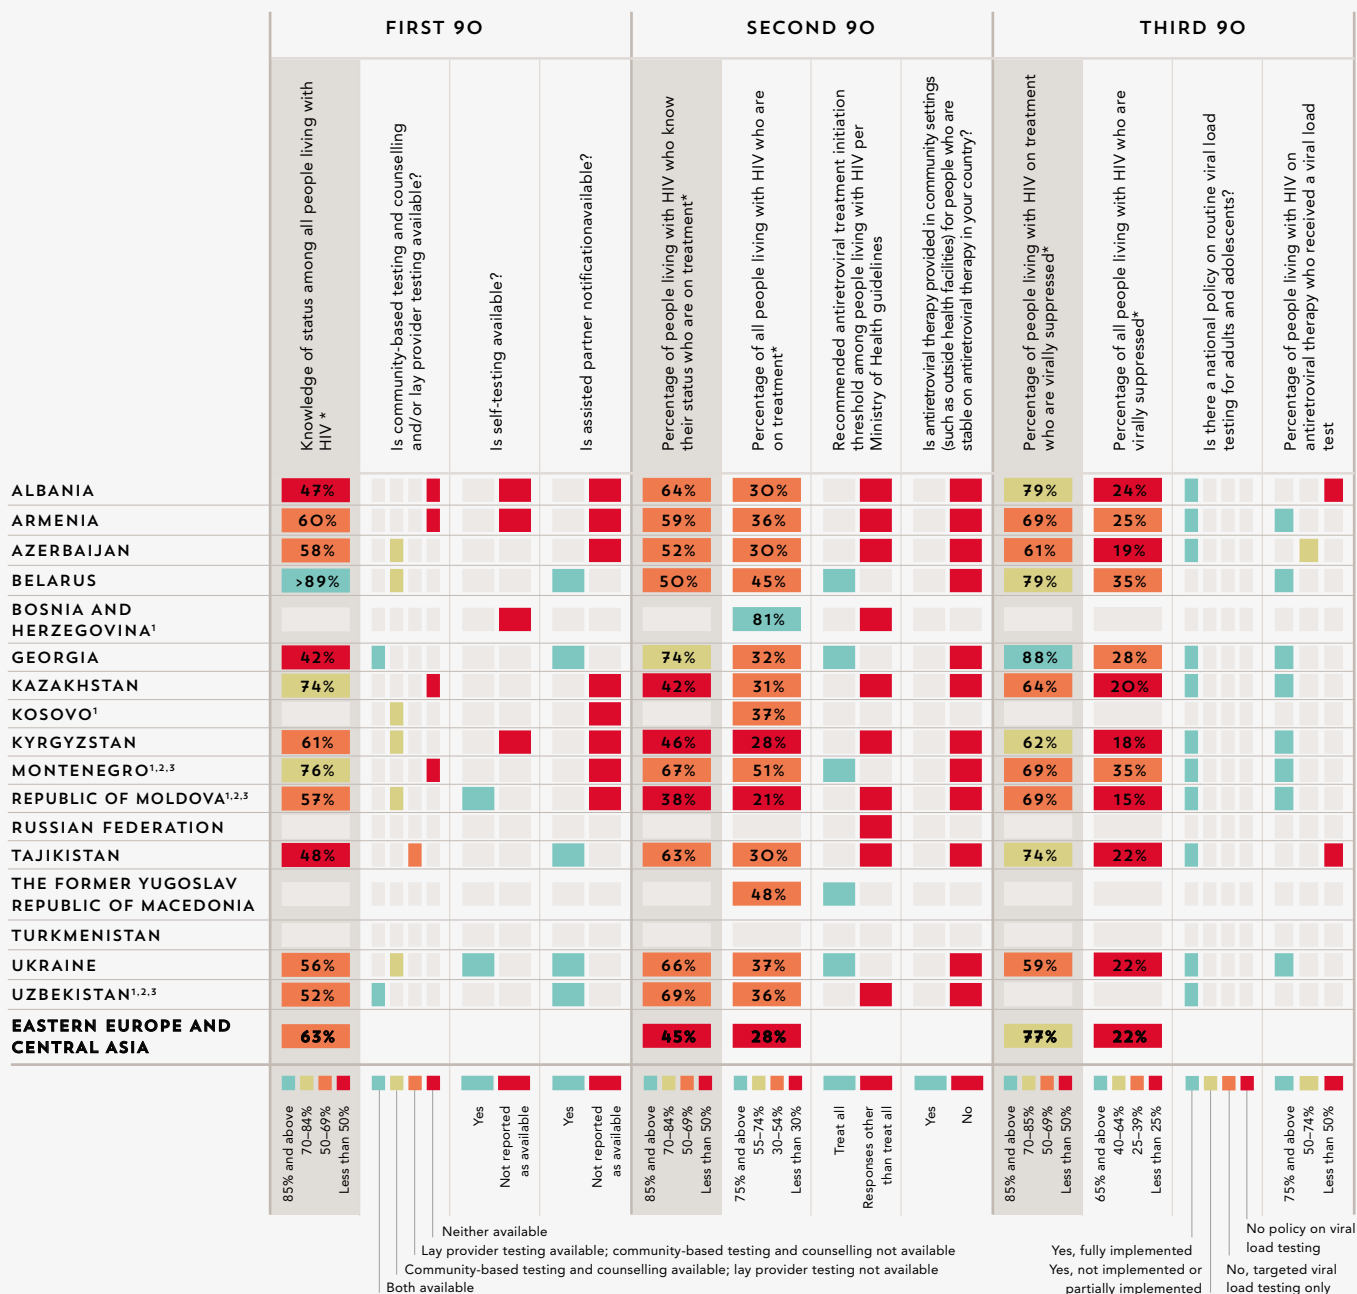 FIRST 90 SECOND 90 THIRD 90
Knowledge of status among all people living with
HIV *
Is community-based testing and counselling
and/or lay provider testing available?
Is self-testing available?
Is assisted partner notificationavailable?
Percentage of people living with HIV who know
their status who are on treatment*
Percentage of all people living with HIV who are
on treatment*
Recommended antiretroviral treatment initiation
threshold among people living with HIV per
Ministry of Health guidelines
Is antiretroviral therapy provided in community settings
(such as outside health facilities) for people who are
stable on antiretroviral therapy in your country?
Percentage of people living with HIV on treatment
who are virally suppressed*
Percentage of all people living with HIV who are
virally suppressed*
Is there a national policy on routine viral load
testing for adults and adolescents?
Percentage of people living with HIV on
antiretroviral therapy who received a viral load
test
ALBANIA 47% 64% 30% 79% 24%
ARMENIA 60% 59% 36% 69% 25%
AZERBAIJAN 58% 52% 30% 61% 19%
BELARUS >89% 50% 45% 79% 35%
BOSNIA AND
HERZEGOVINA¹ 81%
GEORGIA 42% 74% 32% 88% 28%
KAZAKHSTAN 74% 42% 31% 64% 20%
KOSOVO¹ 37%
KYRGYZSTAN 61% 46% 28% 62% 18%
MONTENEGRO¹,²,³ 76% 67% 51% 69% 35%
REPUBLIC OF MOLDOVA¹,²,³ 57% 38% 21% 69% 15%
RUSSIAN FEDERATION
TAJIKISTAN 48% 63% 30% 74% 22%
THE FORMER YUGOSLAV
REPUBLIC OF MACEDONIA 48%
TURKMENISTAN
UKRAINE 56% 66% 37% 59% 22%
UZBEKISTAN¹,²,³ 52% 69% 36%
EASTERN EUROPE AND
CENTRAL ASIA 63% 45% 28% 77% 22%
85% and above
70–84%
50–69%
Less than 50%
Yes
Not reported
as available
Yes
Not reported
as available
85% and above
70–84%
50–69%
Less than 50%
75% and above
55–74%
30–54%
Less than 30%
Treat all
Responses other
than treat all
Yes
No
85% and above
70–85%
50–69%
Less than 50%
65% and above
40–64%
25–39%
Less than 25%
75% and above
50–74%
Less than 50%
Neither available
Lay provider testing available; community-based testing and counselling not available
Community-based testing and counselling available; lay provider testing not available
Both available
Yes, fully implemented
Yes, not implemented or
partially implemented
No policy on viral
load testing
No, targeted viral
load testing only